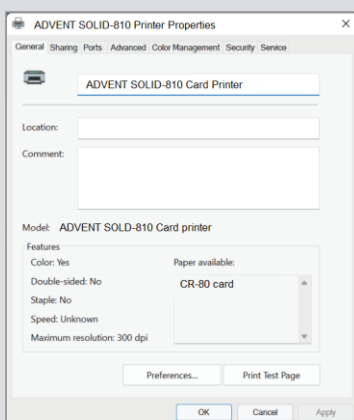 ADVENT SOLID-810 Printer Properties
General Sharing Ports Advanced Color Management Security Service
ADVENT SOLID-810 Card Printer
Location:
Comment:
Model: ADVENT SOLD-810 Card printer
Features
Color: Yes
Paper available:
Double-sided: No
CR-80 card
Staple: No
Speed: Unknown
Maximum resolution: 300 dpi
Preferences... Print Test Page
OK Cancel Apply